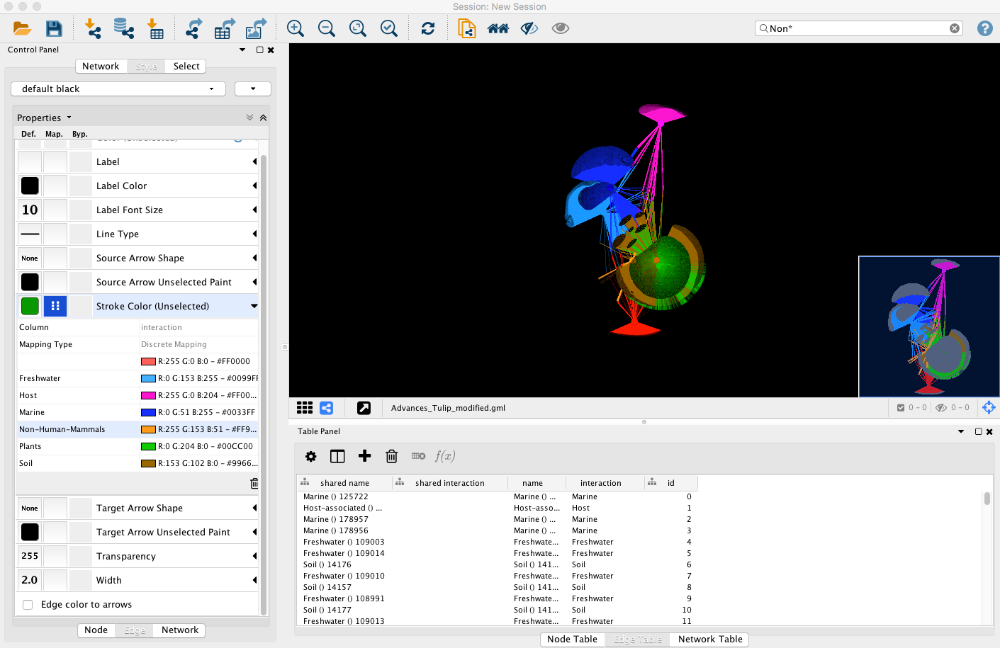 Session: New Session
Non*
?
Control Panel
Network Style Select
default black
Properties
Def. Map. Byp.
Label
Label Color
10 Label Font Size
Line Type
None Source Arrow Shape
Source Arrow Unselected Paint
Stroke Color (Unselected)
Column interaction
Mapping Type Discrete Mapping
R:255 G:0 B:0 - #FF0000
Freshwater R:0 G:153 B:255 - #0099FF
Host R:255 G:0 B:204 - #FF00...
Marine R:0 G:51 B:255 - #0033FF
Non-Human-Mammals R:255 G:153 B:51 - #FF9...
Plants R:0 G:204 B:0 - #00CC00
Soil R:153 G:102 B:0 - #9966...
None Target Arrow Shape
Target Arrow Unselected Paint
255 Transparency
2.0 Width
Edge color to arrows
Node Edge Network
Advances_Tulip_modified.gml
0 - 0 0 - 0
Table Panel
f(x)
shared name shared interaction name interaction id
Marine () 125722 Marine () ... Marine 0
Host-associated () ... Host-asso... Host 1
Marine () 178957 Marine () ... Marine 2
Marine () 178956 Marine () ... Marine 3
Freshwater () 109003 Freshwate... Freshwater 4
Freshwater () 109014 Freshwate... Freshwater 5
Soil () 14176 Soil () 141... Soil 6
Freshwater () 109010 Freshwate... Freshwater 7
Soil () 14157 Soil () 141... Soil 8
Freshwater () 108991 Freshwate... Freshwater 9
Soil () 14177 Soil () 141... Soil 10
Freshwater () 109013 Freshwate... Freshwater 11
Node Table Edge Table Network Table